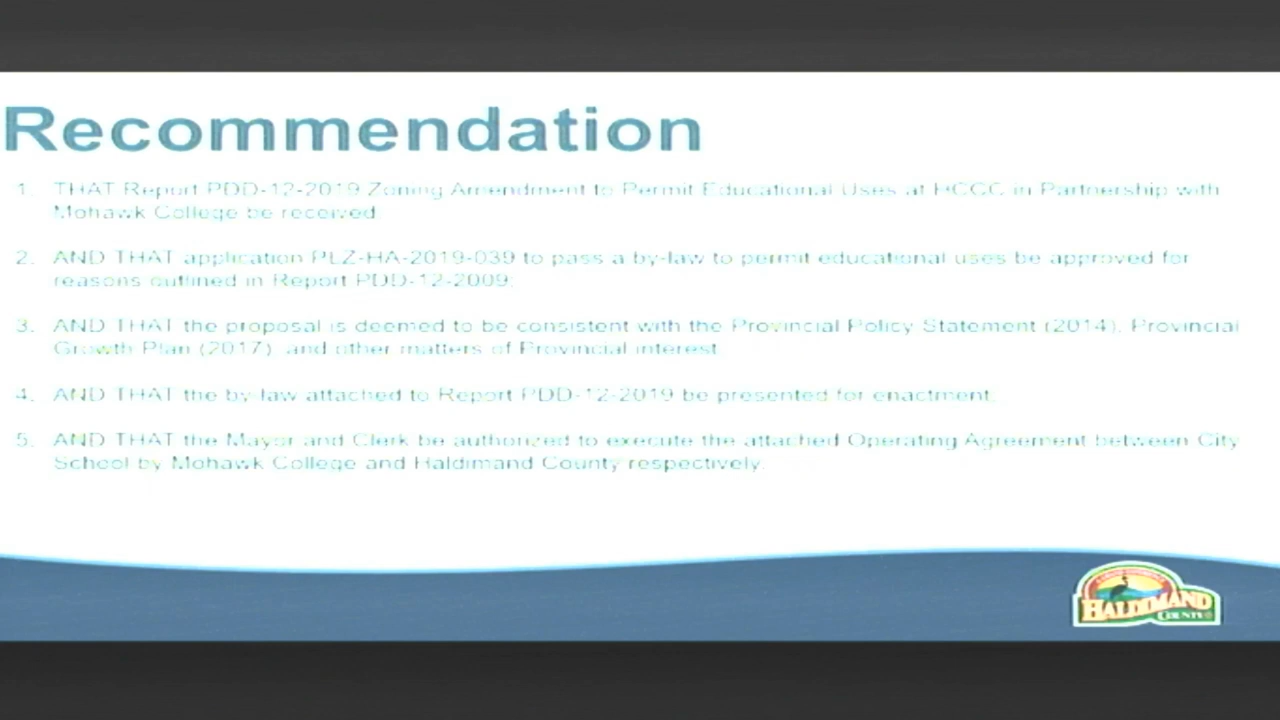 Recommendation
1. THAT Report PDD-12-2019 Zoning Amendment to Permit Educational Uses at HCCC in Partnership with
Mohawk College be received;
2. AND THAT application PLZ-HA-2019-039 to pass a by-law to permit educational uses be approved for
reasons outlined in Report PDD-12-2009;
3. AND THAT the proposal is deemed to be consistent with the Provincial Policy Statement (2014), Provincial
Growth Plan (2017) and other matters of Provincial interest
4. AND THAT the by-law attached to Report PDD-12-2019 be presented for enactment.
5. AND THAT the Mayor and Clerk be authorized to execute the attached Operating Agreement between City
School by Mohawk College and Haldimand County respectively.
HALDIMAND
COUNTY